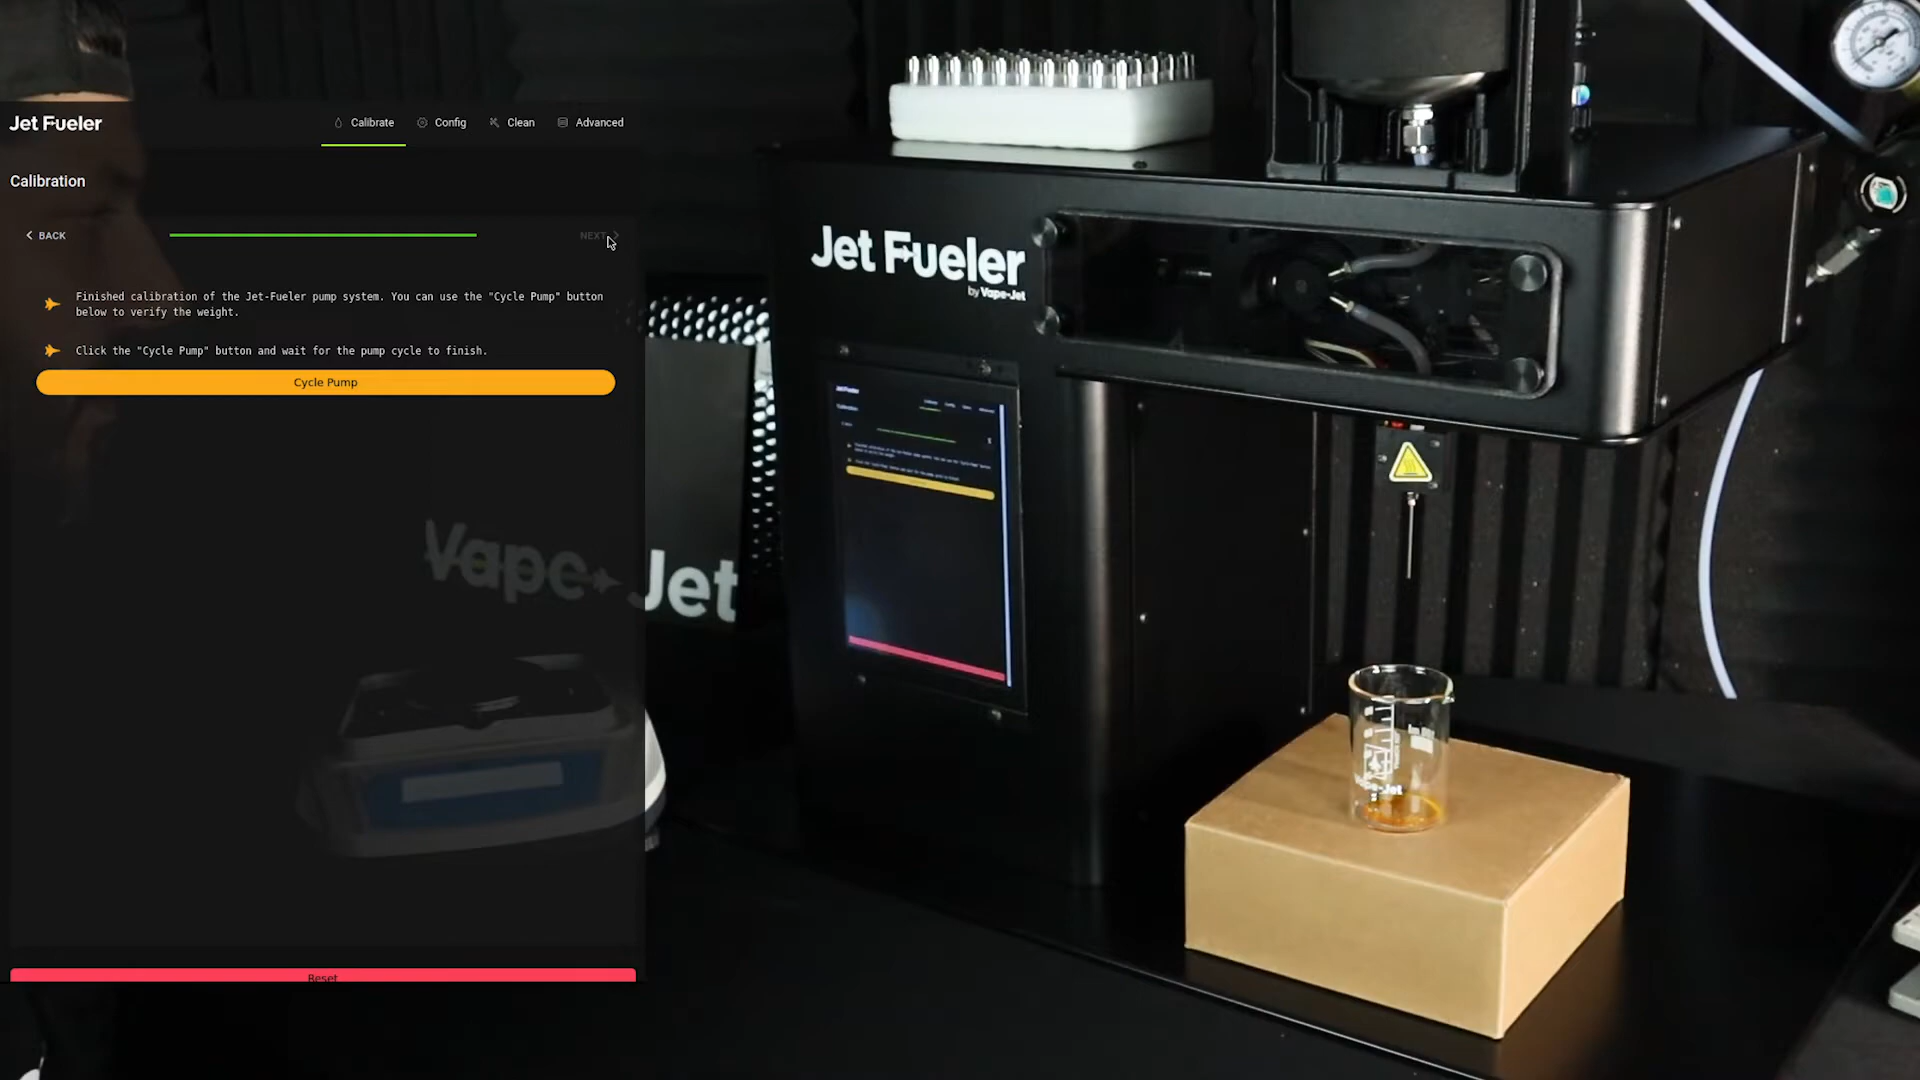 Jet Fueler
Calibrate
Config
Clean
Advanced
Calibration
BACK
NEXT
Finished calibration of the Jet-Fueler pump system. You can use the "Cycle Pump" button
below to verify the weight.
Click the "Cycle Pump" button and wait for the pump cycle to finish.
Cycle Pump
Reset
Vape-Jet
Jet Fueler
by Vape-Jet
Vape-Jet